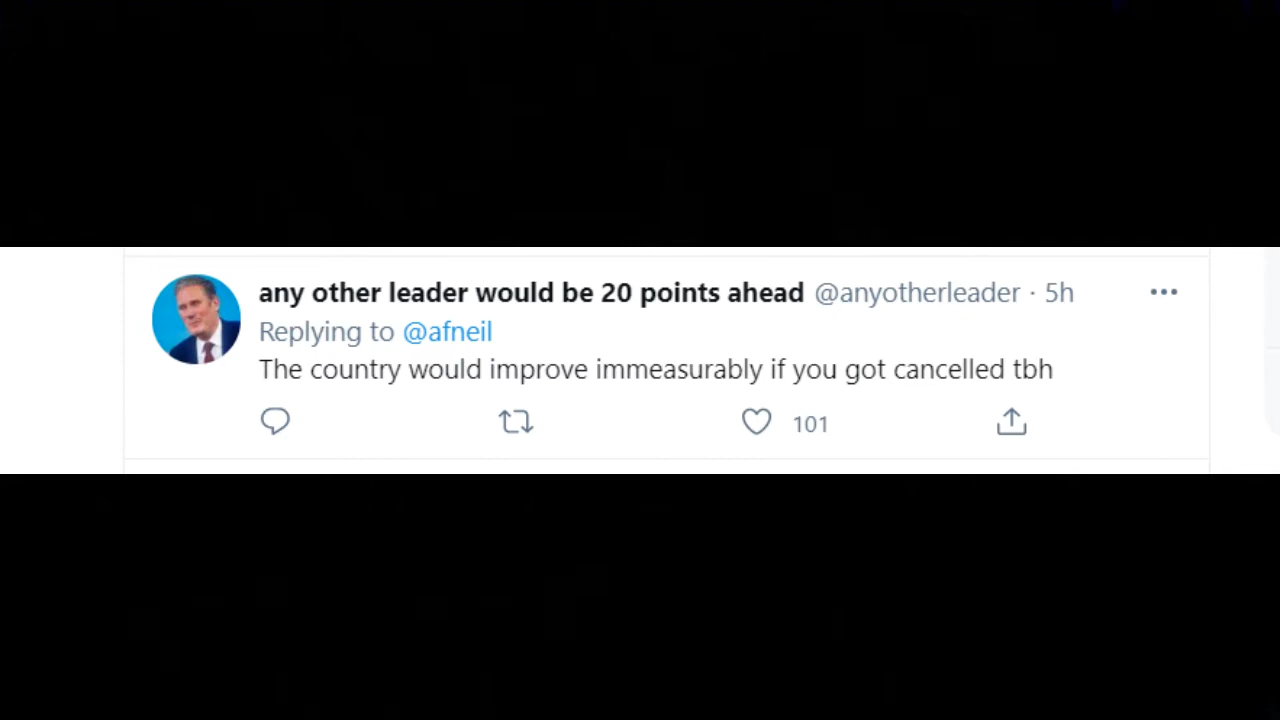 any other leader would be 20 points ahead @anyotherleader · 5h
Replying to @afneil
The country would improve immeasurably if you got cancelled tbh
101